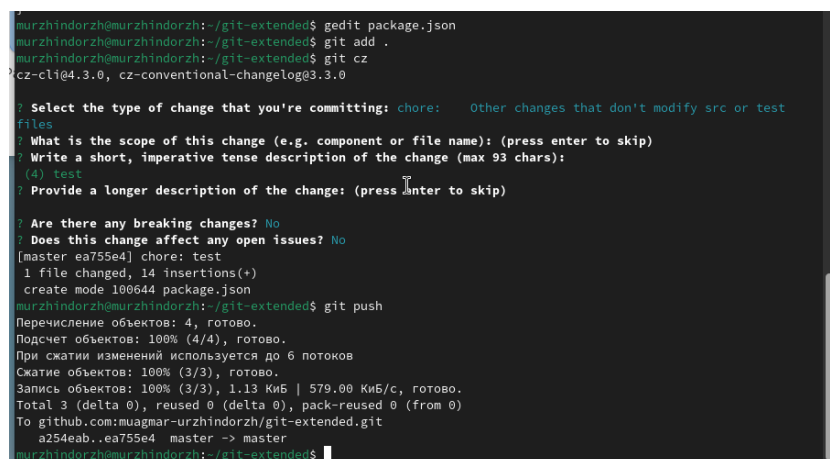 murzhindorzh@murzhindorzh:~/git-extended$ gedit package.json
murzhindorzh@murzhindorzh:~/git-extended$ git add .
murzhindorzh@murzhindorzh:~/git-extended$ git cz
cz-cli@4.3.0, cz-conventional-changelog@3.3.0
? Select the type of change that you're committing: chore:    Other changes that don't modify src or test
files
? What is the scope of this change (e.g. component or file name): (press enter to skip)
? Write a short, imperative tense description of the change (max 93 chars):
(4) test
? Provide a longer description of the change: (press enter to skip)
? Are there any breaking changes? No
? Does this change affect any open issues? No
[master ea755e4] chore: test
1 file changed, 14 insertions(+)
create mode 100644 package.json
murzhindorzh@murzhindorzh:~/git-extended$ git push
Перечисление объектов: 4, готово.
Подсчет объектов: 100% (4/4), готово.
При сжатии изменений используется до 6 потоков
Сжатие объектов: 100% (3/3), готово.
Запись объектов: 100% (3/3), 1.13 КиБ | 579.00 КиБ/с, готово.
Total 3 (delta 0), reused 0 (delta 0), pack-reused 0 (from 0)
To github.com:muagmar-urzhindorzh/git-extended.git
a254eab..ea755e4  master -> master
murzhindorzh@murzhindorzh:~/git-extended$